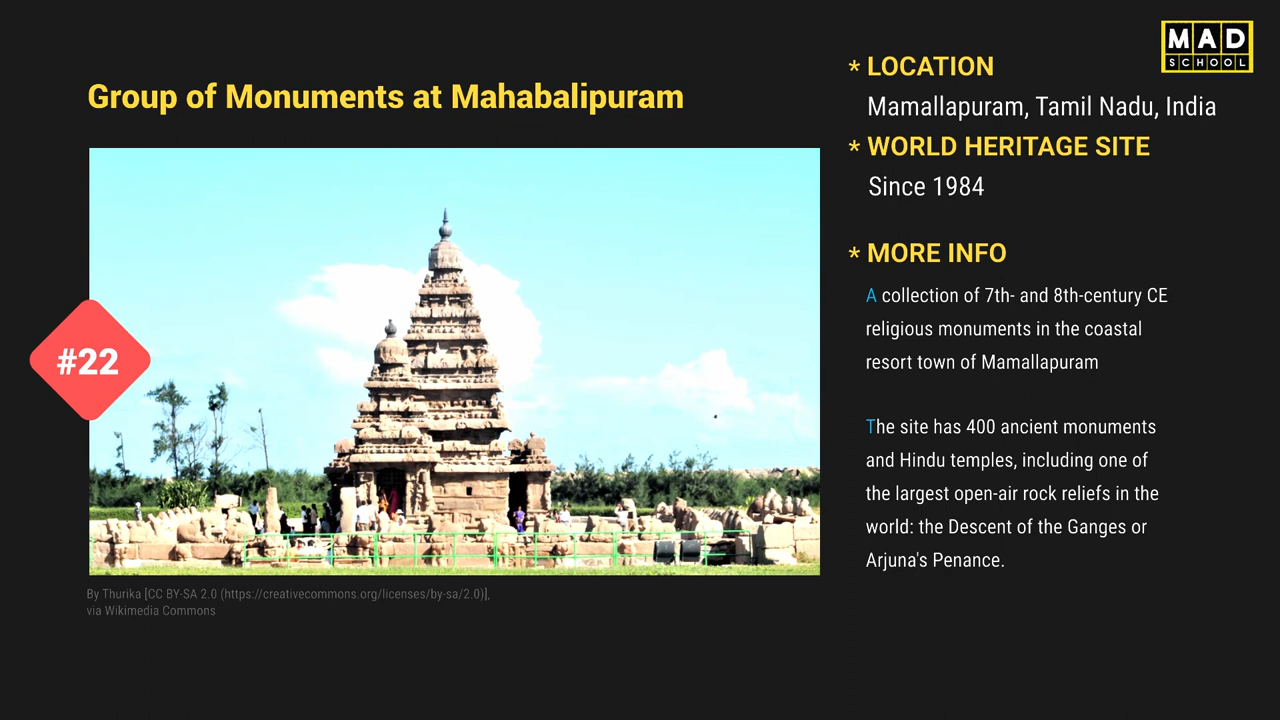 MAD
SCHOOL
Group of Monuments at Mahabalipuram
#22
By Thurika [CC BY-SA 2.0 (https://creativecommons.org/licenses/by-sa/2.0)],
via Wikimedia Commons
* LOCATION
Mamallapuram, Tamil Nadu, India
* WORLD HERITAGE SITE
Since 1984
* MORE INFO
A collection of 7th- and 8th-century CE
religious monuments in the coastal
resort town of Mamallapuram
The site has 400 ancient monuments
and Hindu temples, including one of
the largest open-air rock reliefs in the
world: the Descent of the Ganges or
Arjuna's Penance.